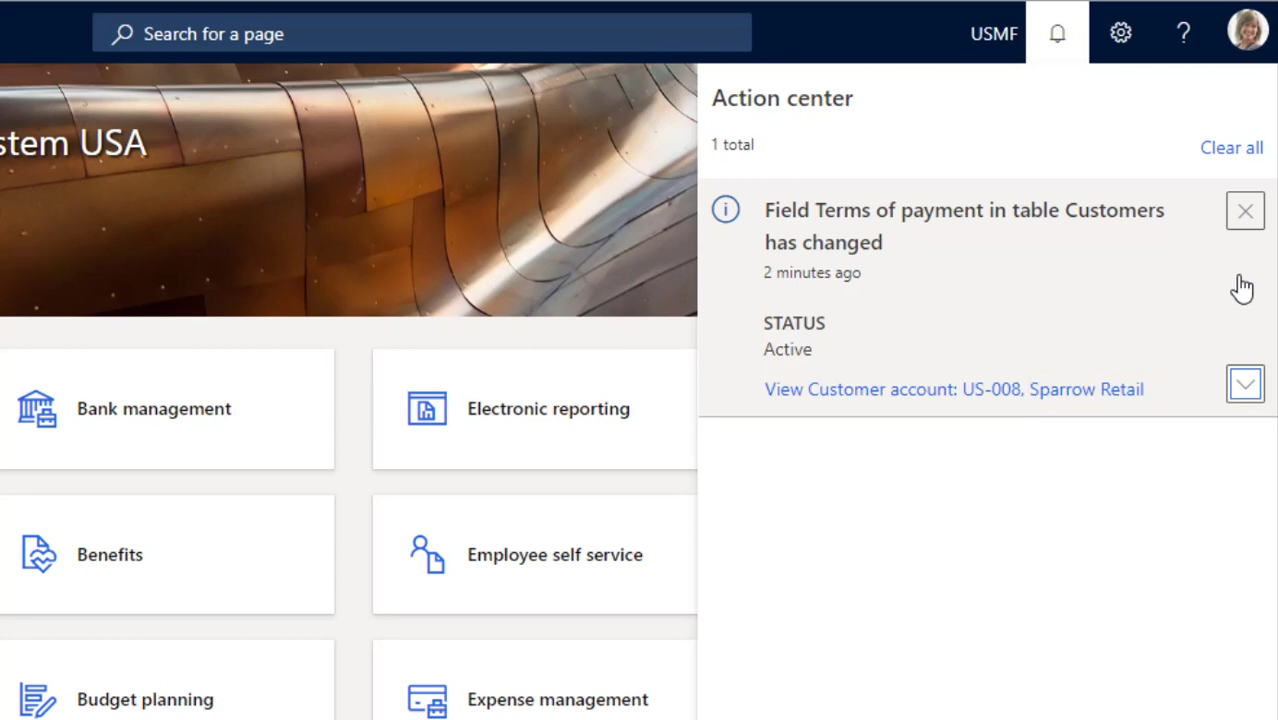 Search for a page
USMF
?
stem USA
Action center
1 total
Clear all
Field Terms of payment in table Customers
has changed
2 minutes ago
STATUS
Active
View Customer account: US-008, Sparrow Retail
Bank management
Electronic reporting
Benefits
Employee self service
Budget planning
Expense management